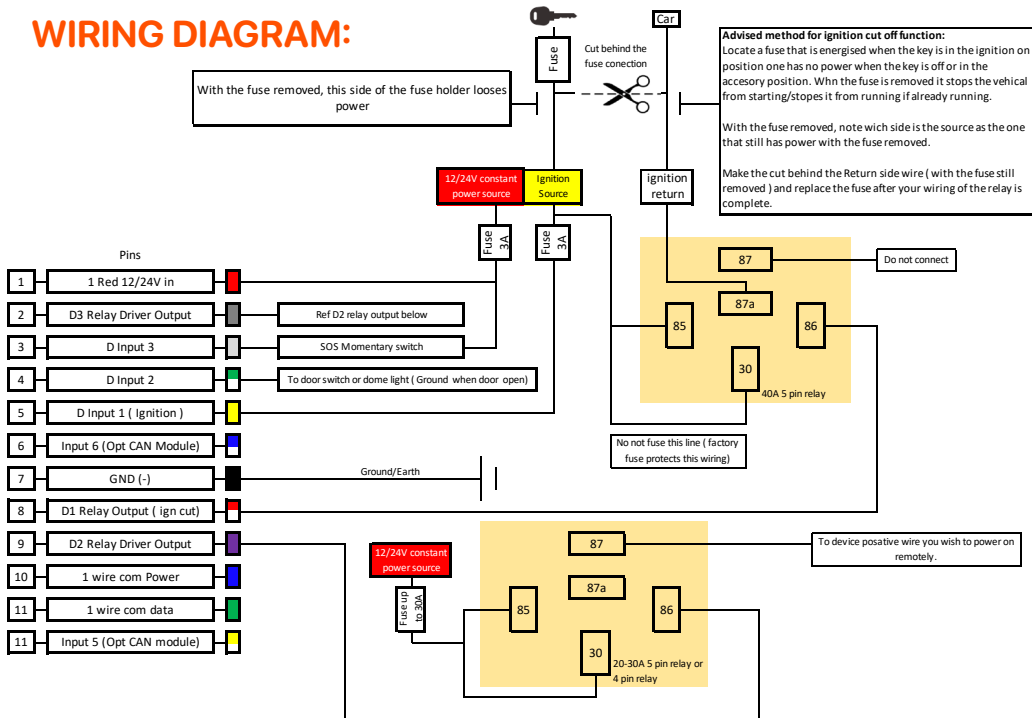 WIRING DIAGRAM:
Fuse
Cut behind the
fuse conection
Car
Advised method for ignition cut off function:
Locate a fuse that is energised when the key is in the ignition on
position one has no power when the key is off or in the
accesory position. Whn the fuse is removed it stops the vehical
from starting/stopes it from running if already running.
With the fuse removed, note wich side is the source as the one
that still has power with the fuse removed.
Make the cut behind the Return side wire ( with the fuse still
removed ) and replace the fuse after your wiring of the relay is
complete.
With the fuse removed, this side of the fuse holder looses
power
12/24V constant
power source
Ignition
Source
ignition
return
Fuse
3A
Fuse
3A
Pins
1 1 Red 12/24V in
2 D3 Relay Driver Output
Ref D2 relay output below
3 D Input 3
SOS Momentary switch
4 D Input 2
To door switch or dome light ( Ground when door open)
5 D Input 1 ( Ignition )
6 Input 6 (Opt CAN Module)
7 GND (-)
Ground/Earth
8 D1 Relay Output ( ign cut)
9 D2 Relay Driver Output
10 1 wire com Power
11 1 wire com data
11 Input 5 (Opt CAN module)
87
Do not connect
87a
85
86
30
40A 5 pin relay
No not fuse this line ( factory
fuse protects this wiring)
12/24V constant
power source
Fuse up
to 30A
87
To device posative wire you wish to power on
remotely.
87a
85
86
30
20-30A 5 pin relay or
4 pin relay